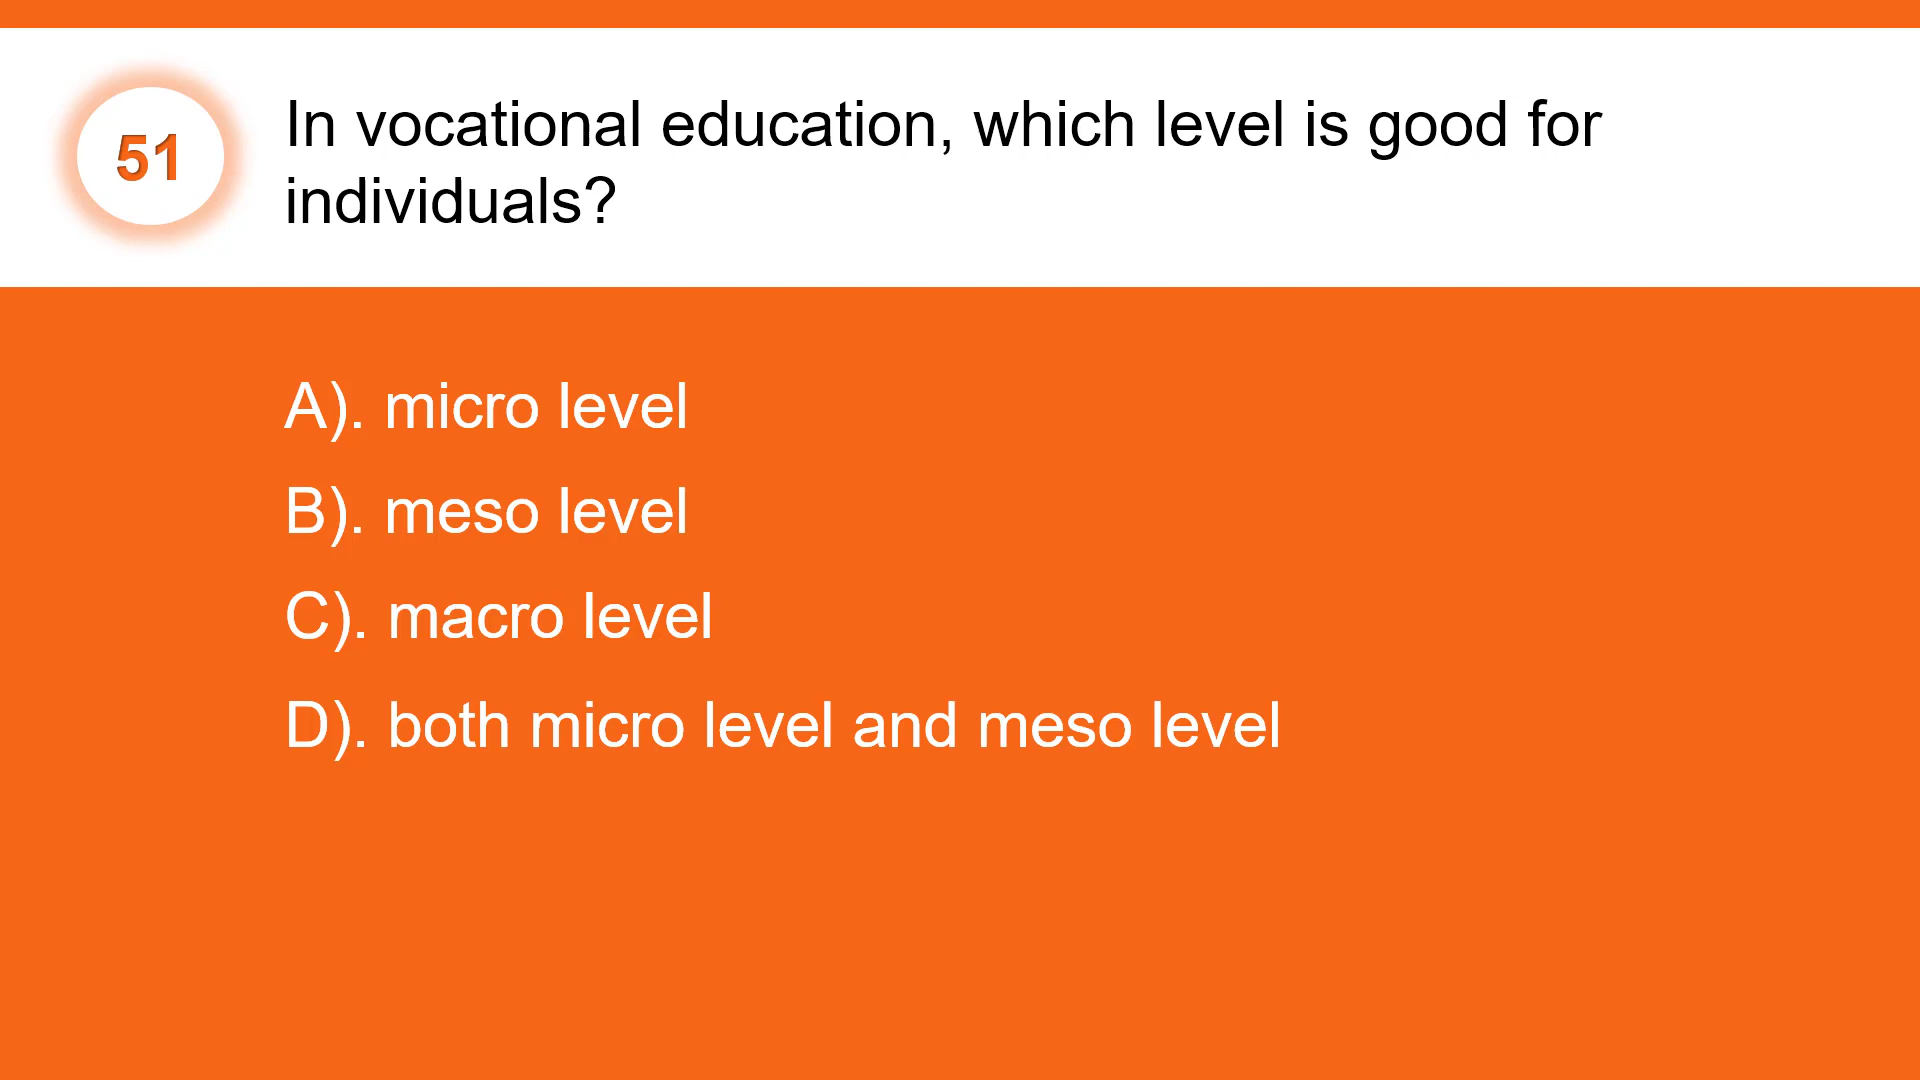 51
In vocational education, which level is good for
individuals?
A). micro level
B). meso level
C). macro level
D). both micro level and meso level